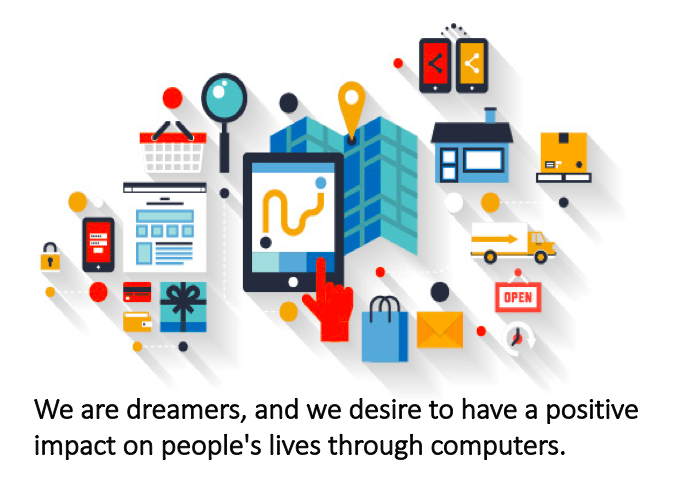 OPEN
We are dreamers, and we desire to have a positive
impact on people's lives through computers.